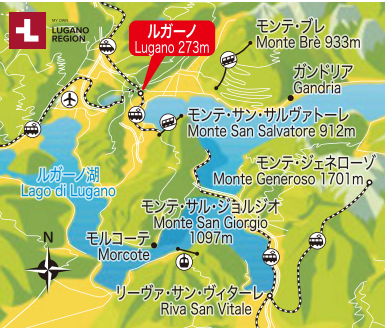 MY OWN
LUGANO
REGION
ルガーノ
Lugano 273m
モンテ・ブレ
Monte Brè 933m
ガンドリア
Gandria
モンテ・サン・サルヴァトーレ
Monte San Salvatore 912m
モンテ・ジェネローゾ
Monte Generoso 1701m
ルガーノ湖
Lago di Lugano
モンテ・サル・ジョルジオ
Monte San Giorgio
1097m
N
モルコーテ
Morcote
リーヴァ・サン・ヴィターレ
Riva San Vitale